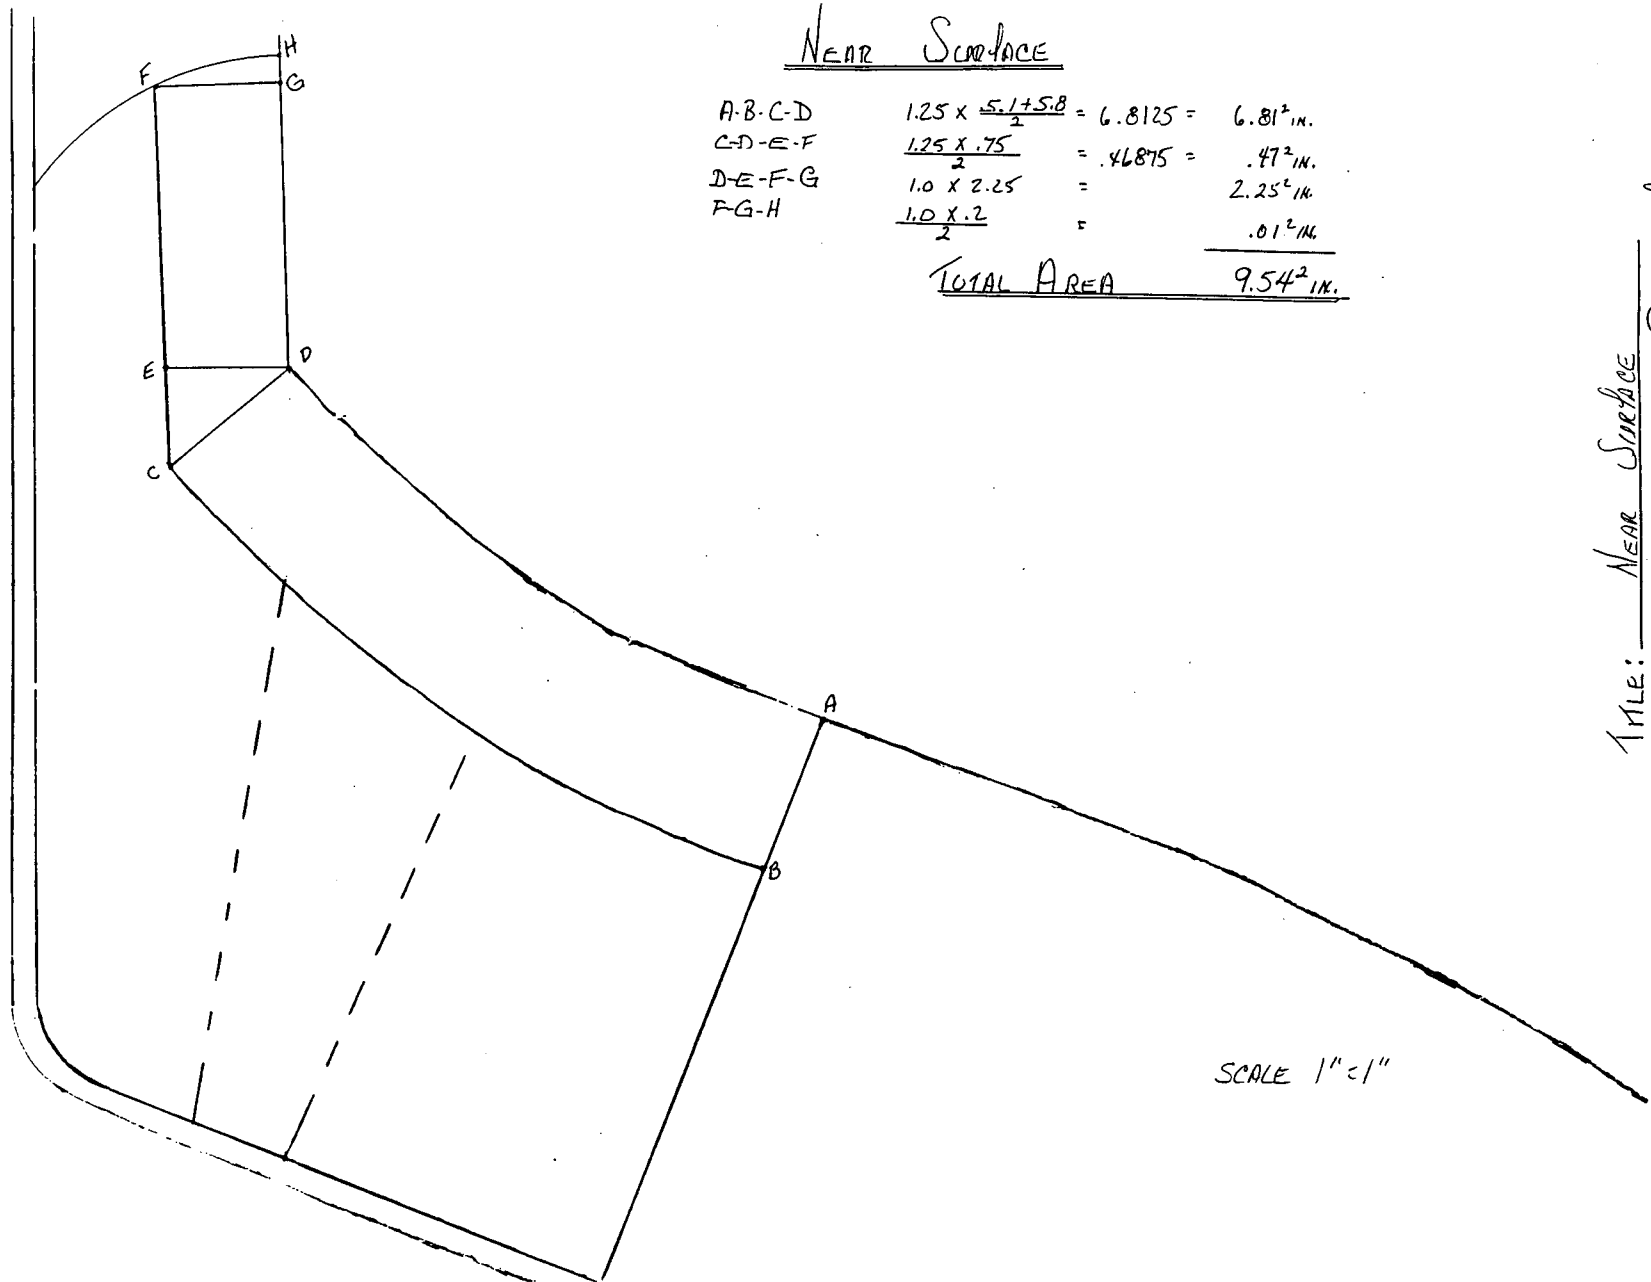 NEAR SURFACE
A-B-C-D 1.25 x 5.1+5.8/2 = 6.8125 = 6.81² IN.
C-D-E-F 1.25 x .75/2 = .46875 = .47² IN.
D-E-F-G 1.0 x 2.25 = 2.25² IN.
F-G-H 1.0 x .2/2 = .01² IN.
TOTAL AREA 9.54² IN.
H
F
G
E
D
C
A
B
SCALE 1"=1"
TITLE: NEAR SURFACE